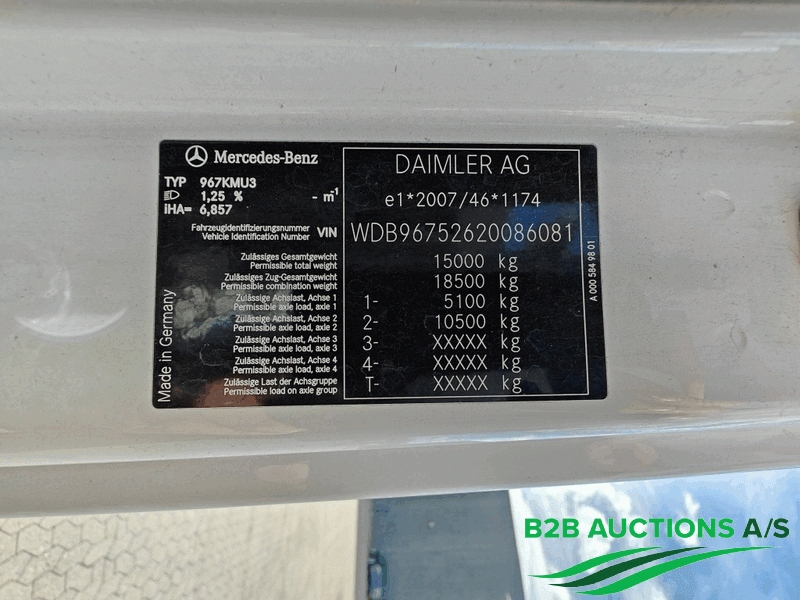 Mercedes-Benz
TYP 967KMU3
1,25 % - m⁻¹
iHA= 6,857
Fahrzeugidentifizierungsnummer
Vehicle Identification Number VIN
Zulässiges Gesamtgewicht
Permissible total weight
Zulässiges Zug-Gesamtgewicht
Permissible combination weight
Zulässige Achslast, Achse 1
Permissible axle load, axle 1
Zulässige Achslast, Achse 2
Permissible axle load, axle 2
Zulässige Achslast, Achse 3
Permissible axle load, axle 3
Zulässige Achslast, Achse 4
Permissible axle load, axle 4
Zulässige Last der Achsgruppe
Permissible load on axle group
Made in Germany
DAIMLER AG
e1*2007/46*1174
WDB96752620086081
15000 kg
18500 kg
1- 5100 kg
2- 10500 kg
3- XXXXX kg
4- XXXXX kg
T- XXXXX kg
A 000 584 98 01
B2B AUCTIONS A/S